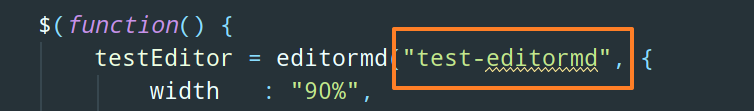 $(function() {
testEditor = editormd("test-editormd", {
width : "90%",